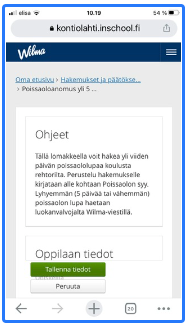 elisa
10.19
54 %
kontiolahti.inschool.fi
Wilma
Oma etusivu > Hakemukset ja päätökse...
> Poissaoloanomus yli 5 ...
Ohjeet
Tällä lomakkeella voit hakea yli viiden
päivän poissaololupaa koulusta
rehtorilta. Perustelu hakemukselle
kirjataan alle kohtaan Poissaolon syy.
Lyhyemmän (5 päivää tai vähemmän)
poissaolon lupa haetaan
luokanvalvojalta Wilma-viestillä.
Oppilaan tiedot
Tallenna tiedot
Peruuta
20